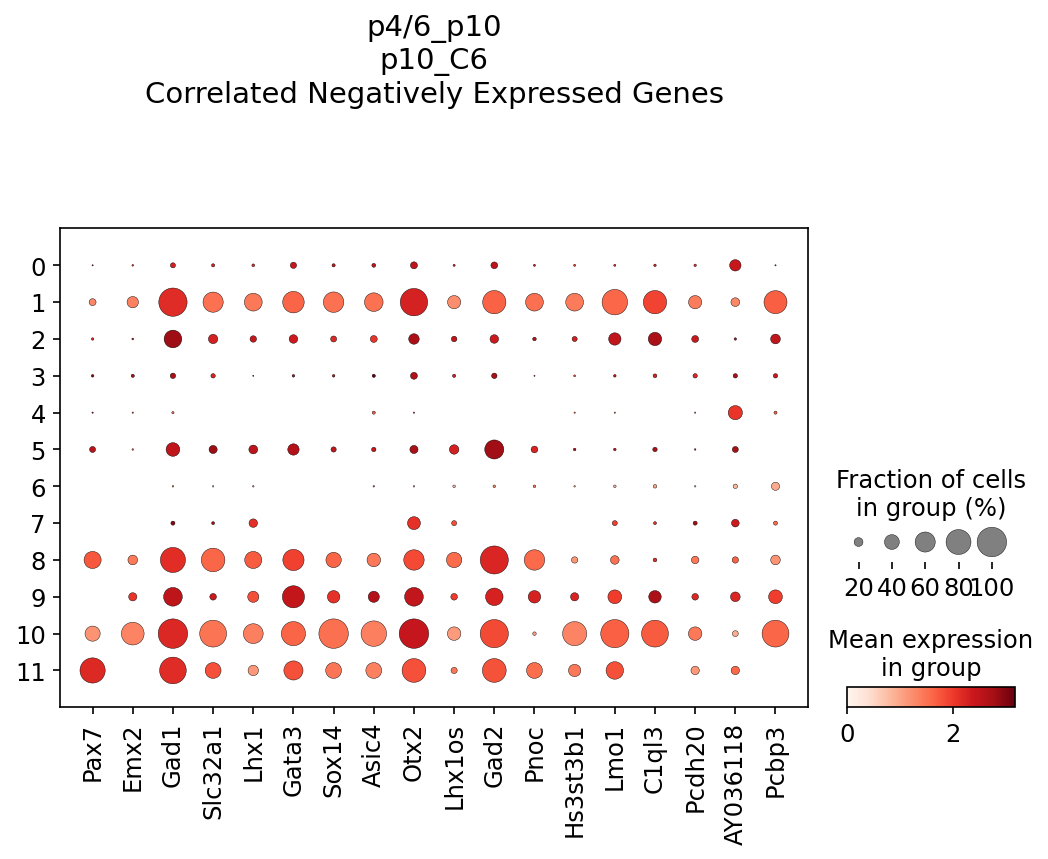 p4/6_p10
p10_C6
Correlated Negatively Expressed Genes
0
1
2
3
4
5
6
7
8
9
10
11
Pax7 Emx2 Gad1 Slc32a1 Lhx1 Gata3 Sox14 Asic4 Otx2 Lhx1os Gad2 Pnoc Hs3st3b1 Lmo1 C1ql3 Pcdh20 AY036118 Pcbp3
Fraction of cells
in group (%)
20 40 60 80 100
Mean expression
in group
0 2